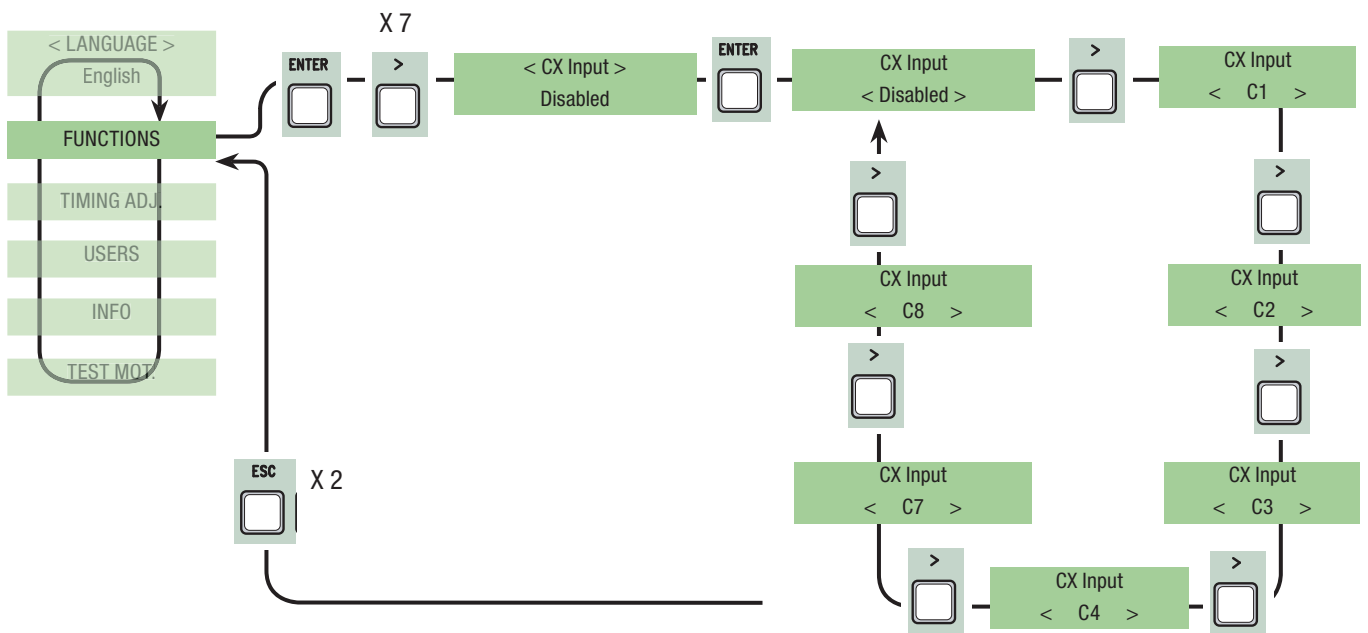 X 7
< LANGUAGE >
English
FUNCTIONS
TIMING ADJ.
USERS
INFO
TEST MOT.
ENTER
>
< CX Input >
Disabled
ENTER
CX Input
< Disabled >
>
CX Input
< C1 >
>
CX Input
< C2 >
>
CX Input
< C3 >
>
CX Input
< C4 >
>
CX Input
< C7 >
>
CX Input
< C8 >
>
ESC
X 2